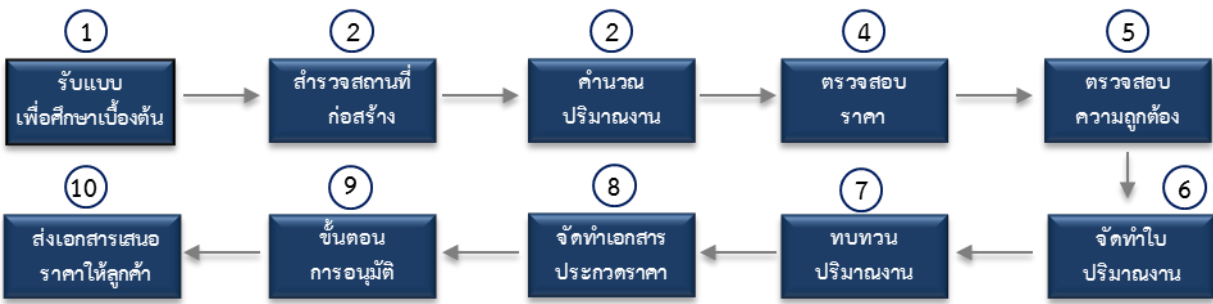 1
รับแบบ
เพื่อศึกษาเบื้องต้น
2
สำรวจสถานที่
ก่อสร้าง
2
คำนวณ
ปริมาณงาน
4
ตรวจสอบ
ราคา
5
ตรวจสอบ
ความถูกต้อง
6
จัดทำใบ
ปริมาณงาน
7
ทบทวน
ปริมาณงาน
8
จัดทำเอกสาร
ประกวดราคา
9
ขั้นตอน
การอนุมัติ
10
ส่งเอกสารเสนอ
ราคาให้ลูกค้า